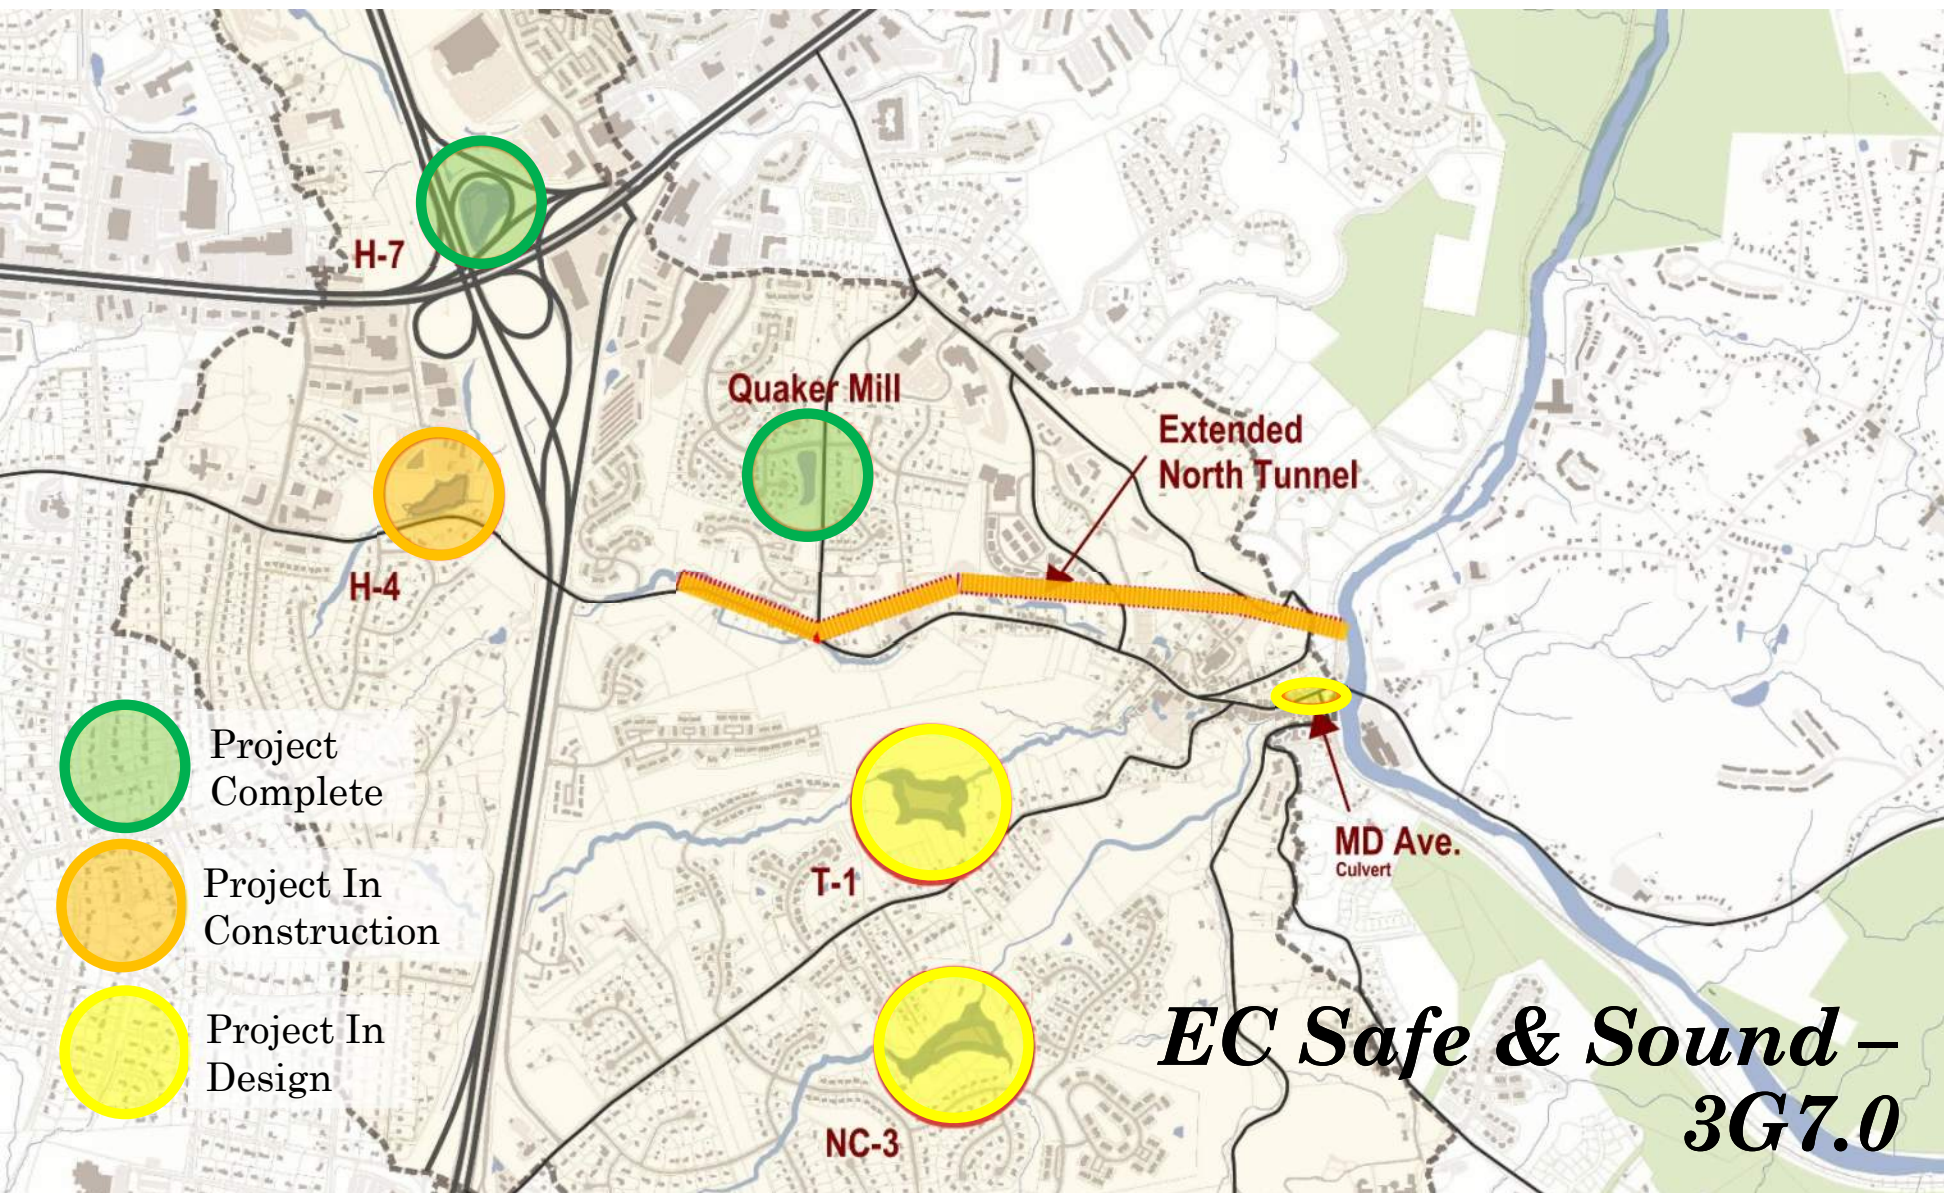 H-7
Quaker Mill
Extended
North Tunnel
H-4
Project
Complete
MD Ave.
Culvert
T-1
Project In
Construction
Project In
Design
NC-3
EC Safe & Sound –
3G7.0